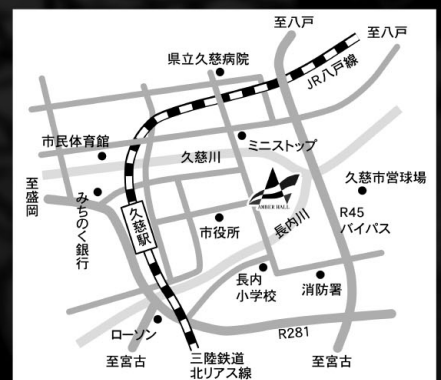 至八戸
至八戸
県立久慈病院
JR八戸線
ミニストップ
市民体育館
久慈川
至盛岡
みちのく銀行
久慈駅
AMBER HALL
久慈市営球場
市役所
長内川
R45
バイパス
長内
小学校
消防署
ローソン
R281
至宮古
三陸鉄道
北リアス線
至宮古